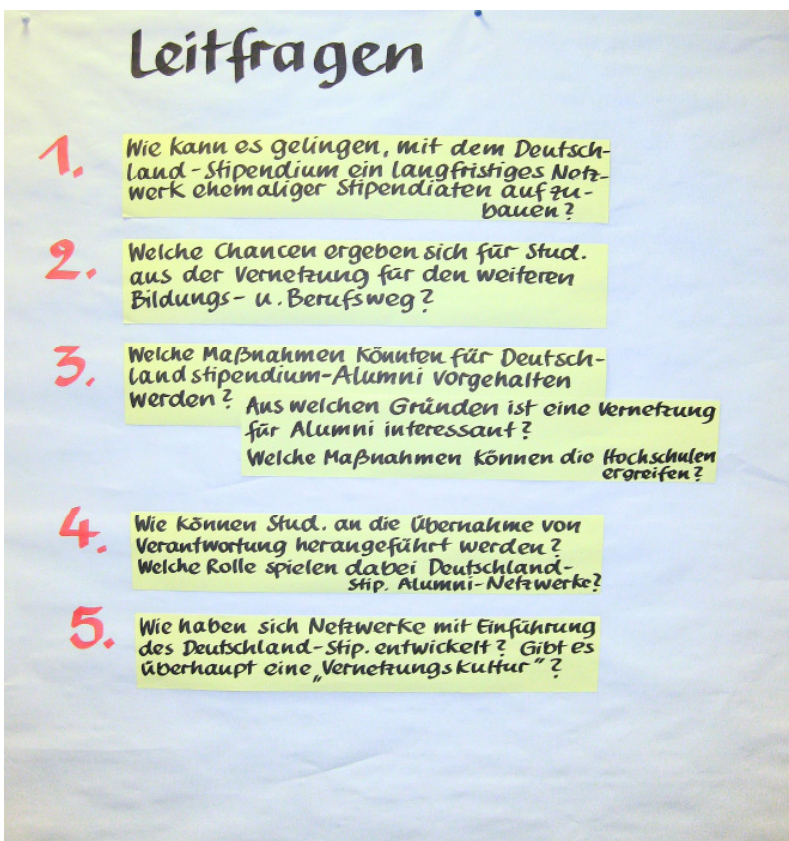 Leitfragen
1. Wie kann es gelingen, mit dem Deutsch-
land-Stipendium ein langfristiges Netz-
werk ehemaliger Stipendiaten aufzu-
bauen?
2. Welche Chancen ergeben sich für Stud.
aus der Vernetzung für den weiteren
Bildungs- u. Berufsweg?
3. Welche Maßnahmen könnten für Deutsch-
landstipendium-Alumni vorgehalten
werden?
Aus welchen Gründen ist eine Vernetzung
für Alumni interessant?
Welche Maßnahmen können die Hochschulen
ergreifen?
4. Wie können Stud. an die Übernahme von
Verantwortung herangeführt werden?
Welche Rolle spielen dabei Deutschland-
Stip. Alumni-Netzwerke?
5. Wie haben sich Netzwerke mit Einführung
des Deutschland-Stip. entwickelt? Gibt es
überhaupt eine „Vernetzungskultur"?